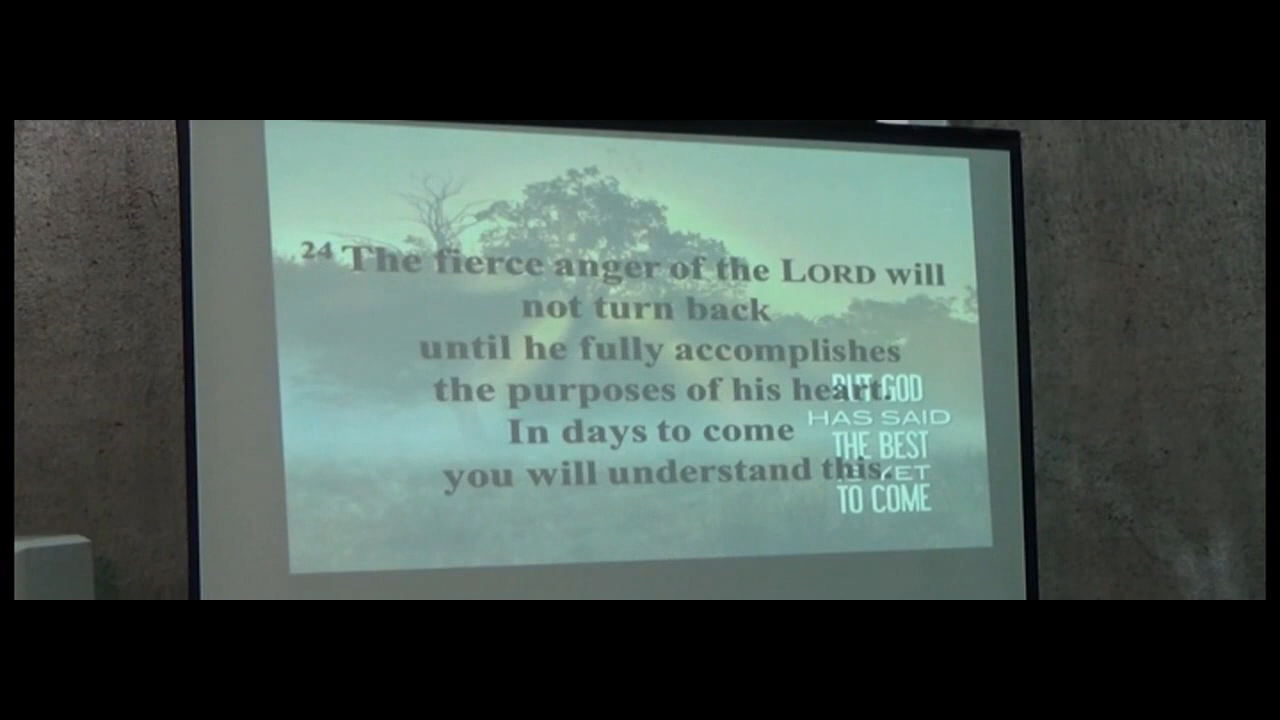 24 The fierce anger of the LORD will
not turn back
until he fully accomplishes
the purposes of his heart.
In days to come
you will understand this.
BUT GOD
HAS SAID
THE BEST
IS YET
TO COME